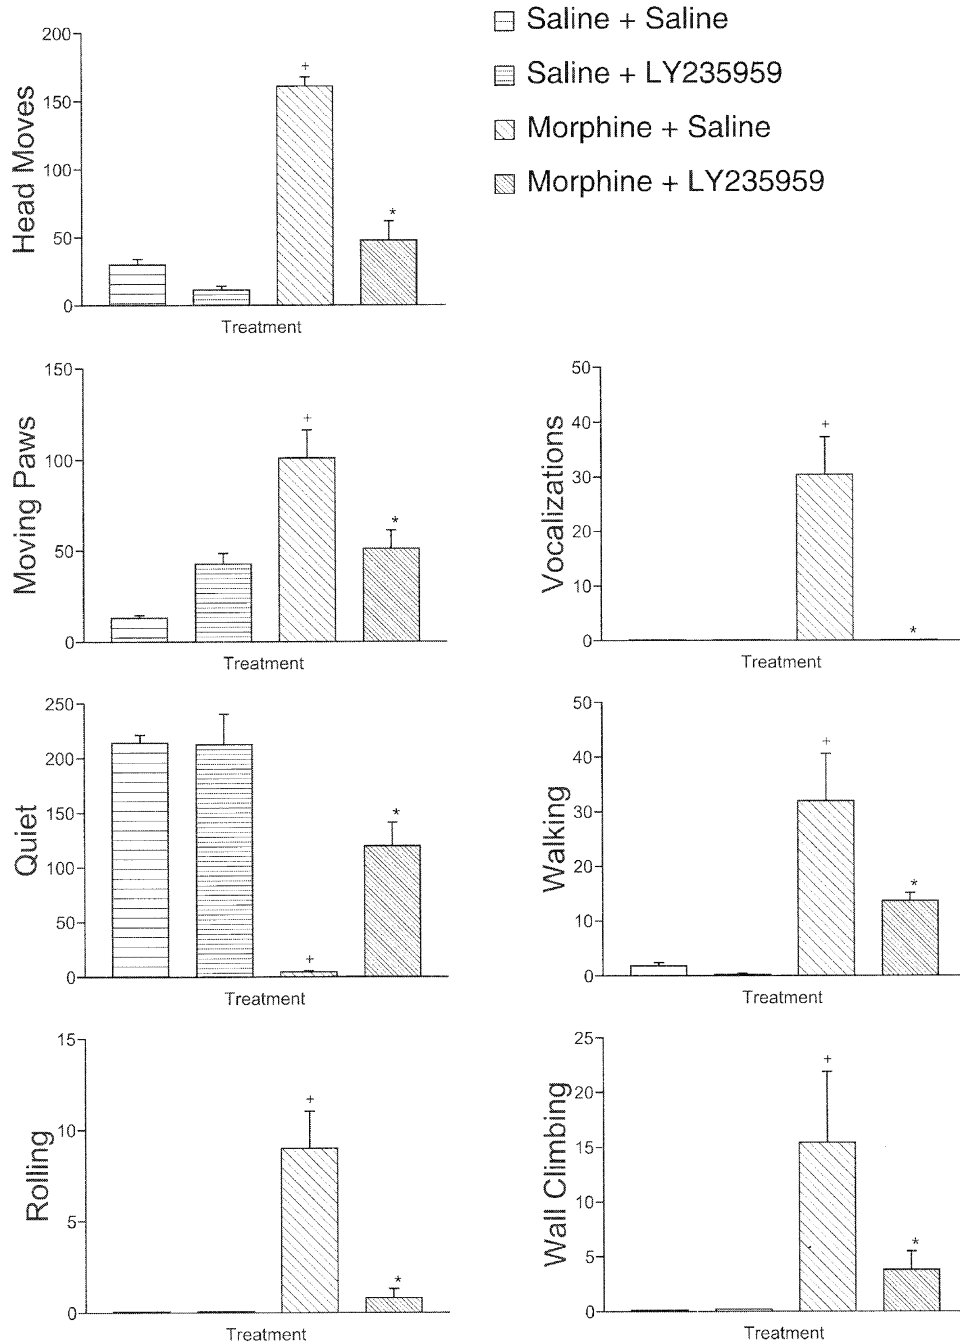 Saline + Saline
Saline + LY235959
Morphine + Saline
Morphine + LY235959
Head Moves
200
150
100
50
0
+
*
Treatment
Moving Paws
150
100
50
0
+
*
Treatment
Vocalizations
50
40
30
20
10
0
+
*
Treatment
Quiet
250
200
150
100
50
0
+
*
Treatment
Walking
50
40
30
20
10
0
+
*
Treatment
Rolling
15
10
5
0
+
*
Treatment
Wall Climbing
25
20
15
10
5
0
+
*
Treatment